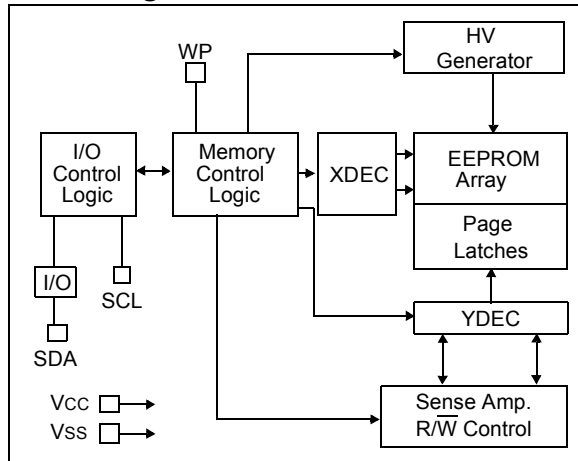 WP
HV
Generator
I/O
Control
Logic
Memory
Control
Logic
XDEC
EEPROM
Array
Page
Latches
I/O
SCL
SDA
YDEC
VCC
VSS
Sense Amp.
R/W̅ Control